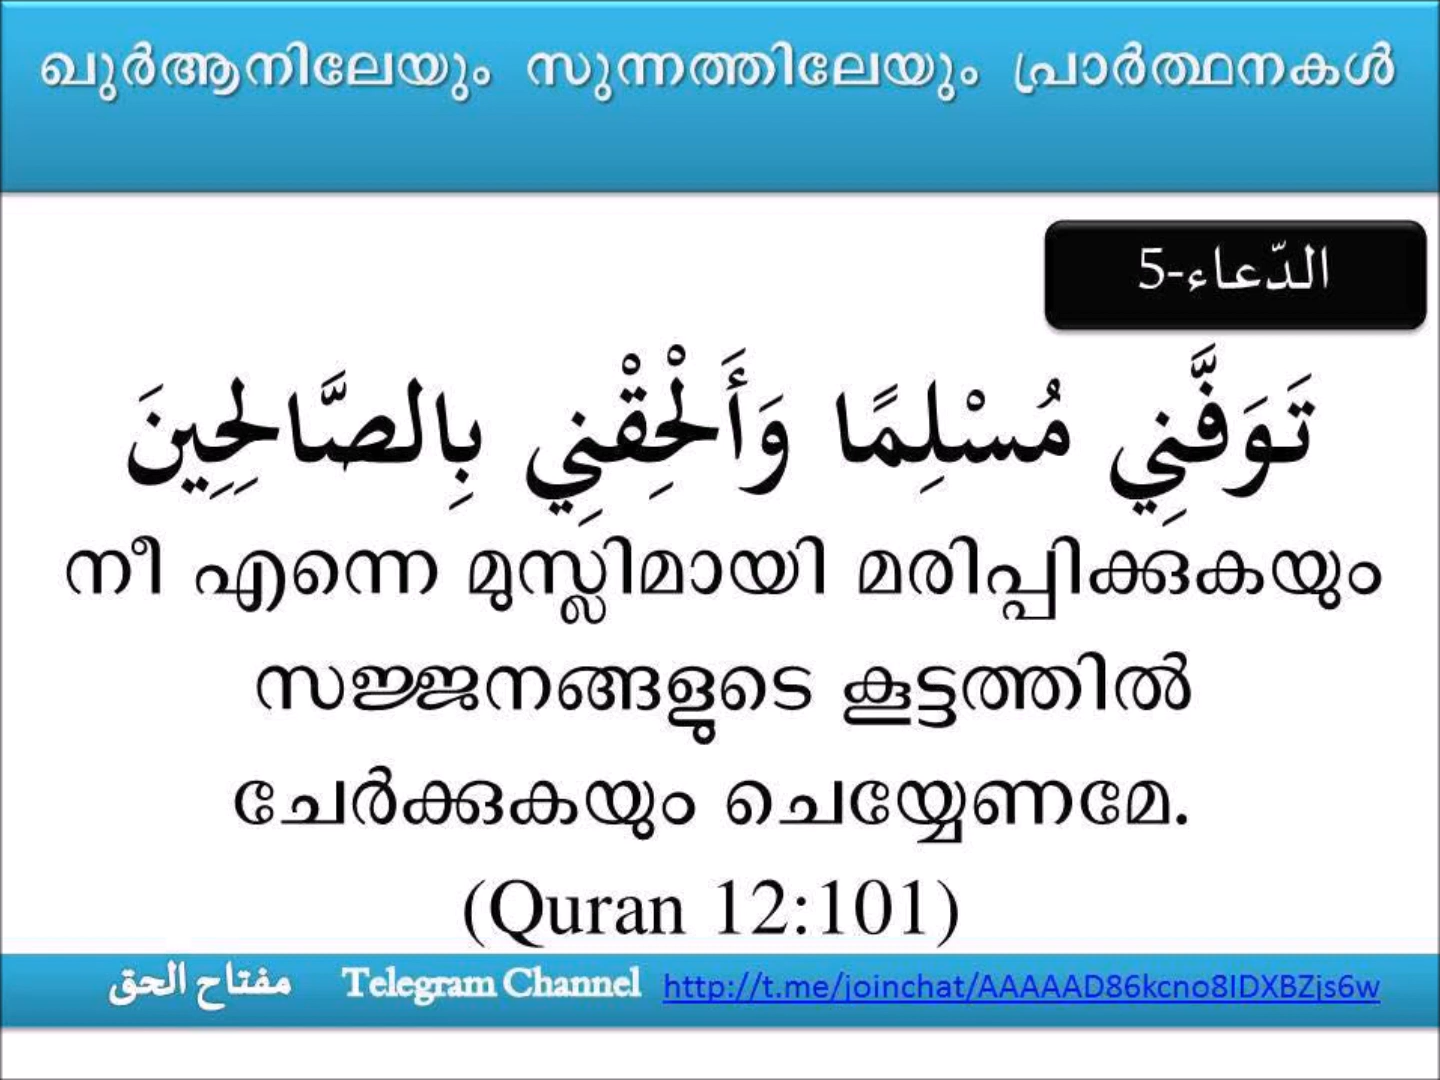 ഖുർആനിലേയും സുന്നത്തിലേയും പ്രാർത്ഥനകൾ
الدّعاء-5
تَوَفَّنِي مُسْلِمًا وَأَلْحِقْنِي بِالصَّالِحِينَ
നീ എന്നെ മുസ്ലിമായി മരിപ്പിക്കുകയും
സജ്ജനങ്ങളുടെ കൂട്ടത്തിൽ
ചേർക്കുകയും ചെയ്യേണമേ.
(Quran 12:101)
مفتاح الحق Telegram Channel http://t.me/joinchat/AAAAAD86kcno8IDXBZjs6w